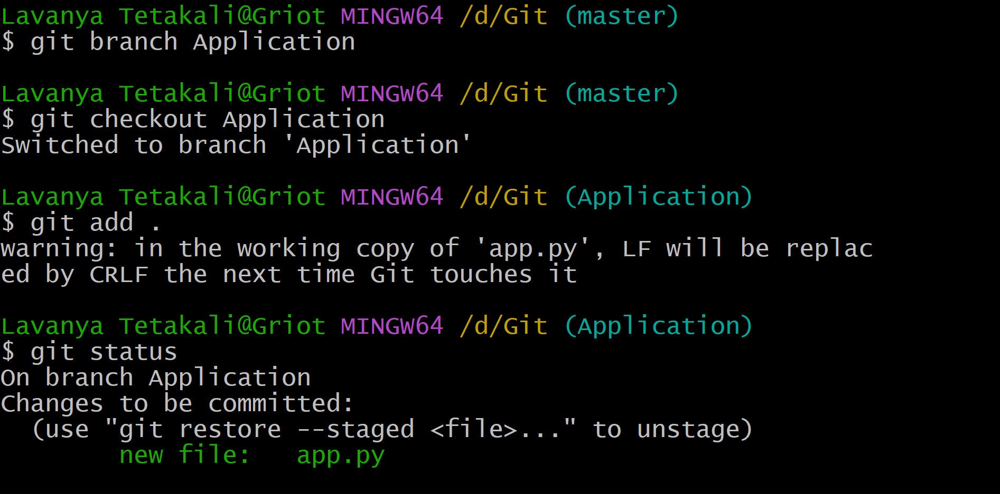 Lavanya Tetakali@Griot MINGW64 /d/Git (master)
$ git branch Application
Lavanya Tetakali@Griot MINGW64 /d/Git (master)
$ git checkout Application
Switched to branch 'Application'
Lavanya Tetakali@Griot MINGW64 /d/Git (Application)
$ git add .
warning: in the working copy of 'app.py', LF will be replac
ed by CRLF the next time Git touches it
Lavanya Tetakali@Griot MINGW64 /d/Git (Application)
$ git status
On branch Application
Changes to be committed:
  (use "git restore --staged <file>..." to unstage)
        new file:   app.py